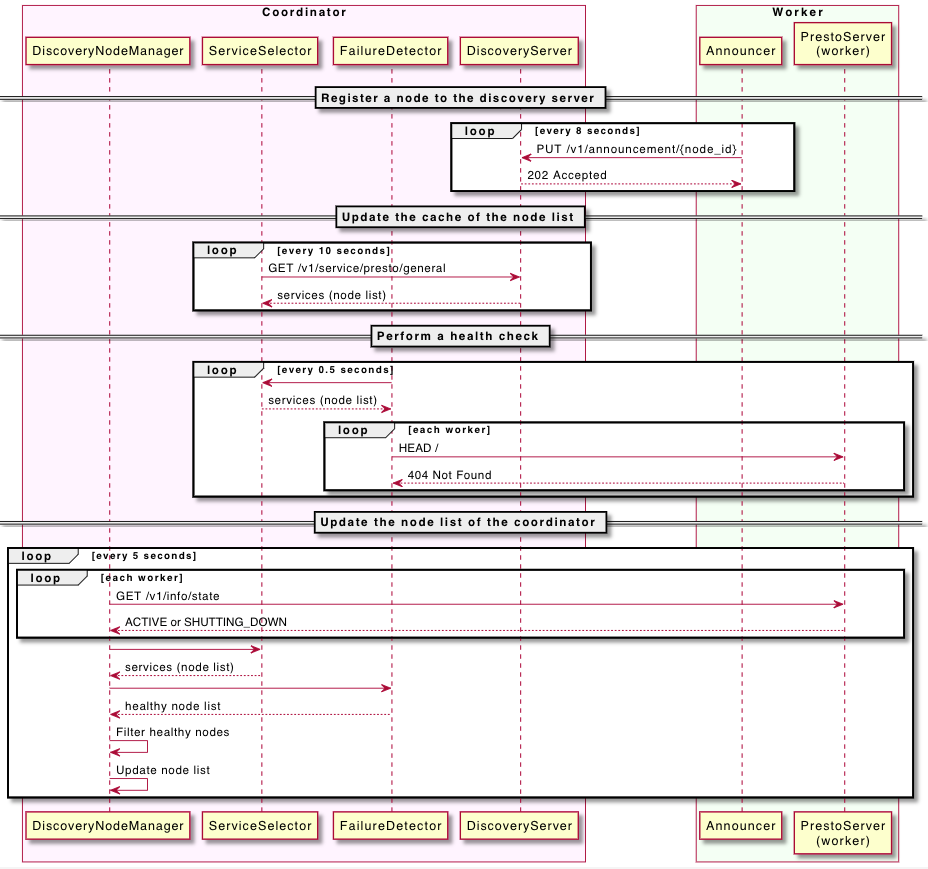 Coordinator
Worker
DiscoveryNodeManager
ServiceSelector
FailureDetector
DiscoveryServer
Announcer
PrestoServer
(worker)
Register a node to the discovery server
loop
[every 8 seconds]
PUT /v1/announcement/{node_id}
202 Accepted
Update the cache of the node list
loop
[every 10 seconds]
GET /v1/service/presto/general
services (node list)
Perform a health check
loop
[every 0.5 seconds]
services (node list)
loop
[each worker]
HEAD /
404 Not Found
Update the node list of the coordinator
loop
[every 5 seconds]
loop
[each worker]
GET /v1/info/state
ACTIVE or SHUTTING_DOWN
services (node list)
healthy node list
Filter healthy nodes
Update node list
DiscoveryNodeManager
ServiceSelector
FailureDetector
DiscoveryServer
Announcer
PrestoServer
(worker)